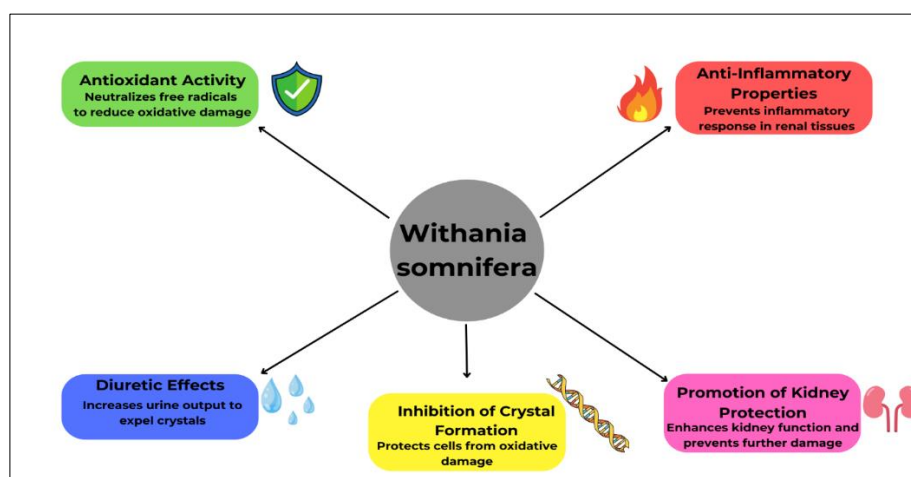 Antioxidant Activity
Neutralizes free radicals
to reduce oxidative damage
Anti-Inflammatory
Properties
Prevents inflammatory
response in renal tissues
Withania
somnifera
Diuretic Effects
Increases urine output to
expel crystals
Inhibition of Crystal
Formation
Protects cells from oxidative
damage
Promotion of Kidney
Protection
Enhances kidney function and
prevents further damage